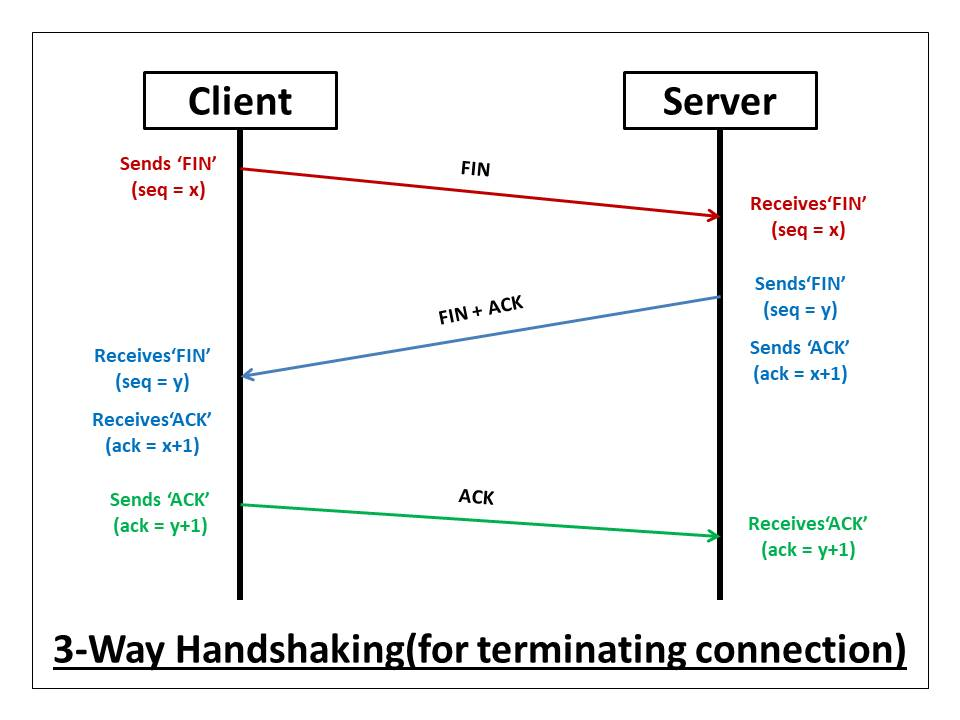 Client
Server
Sends ‘FIN’
(seq = x)
FIN
Receives‘FIN’
(seq = x)
Sends‘FIN’
(seq = y)
FIN + ACK
Sends ‘ACK’
(ack = x+1)
Receives‘FIN’
(seq = y)
Receives‘ACK’
(ack = x+1)
Sends ‘ACK’
(ack = y+1)
ACK
Receives‘ACK’
(ack = y+1)
3-Way Handshaking(for terminating connection)